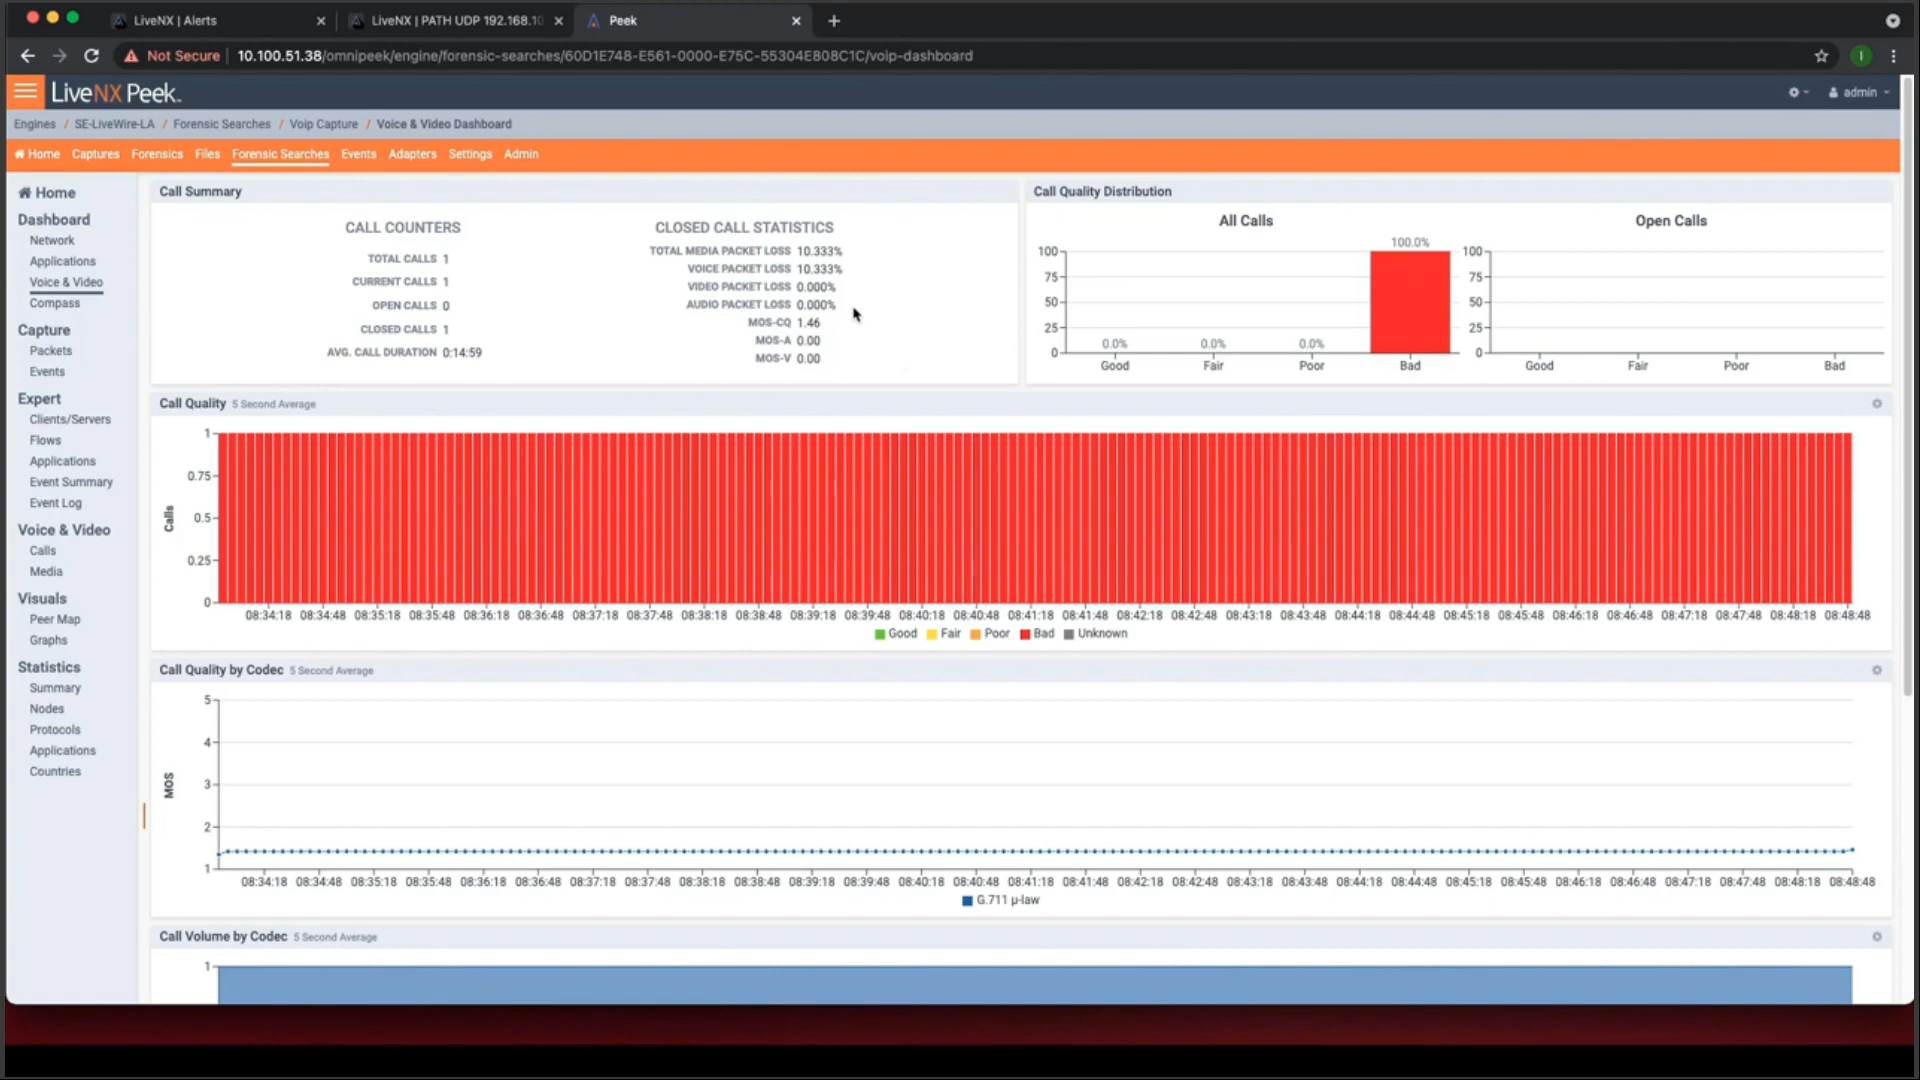 LiveNX | Alerts
LiveNX | PATH UDP 192.168.10
Peek
Not Secure
10.100.51.38/omnipeek/engine/forensic-searches/60D1E748-E561-0000-E75C-55304E808C1C/voip-dashboard
I
LiveNX Peek
admin
Engines / SE-LiveWire-LA / Forensic Searches / Voip Capture / Voice & Video Dashboard
Home Captures Forensics Files Forensic Searches Events Adapters Settings Admin
Home
Dashboard
Network
Applications
Voice & Video
Compass
Capture
Packets
Events
Expert
Clients/Servers
Flows
Applications
Event Summary
Event Log
Voice & Video
Calls
Media
Visuals
Peer Map
Graphs
Statistics
Summary
Nodes
Protocols
Applications
Countries
Call Summary
CALL COUNTERS
TOTAL CALLS 1
CURRENT CALLS 1
OPEN CALLS 0
CLOSED CALLS 1
AVG. CALL DURATION 0:14:59
CLOSED CALL STATISTICS
TOTAL MEDIA PACKET LOSS 10.333%
VOICE PACKET LOSS 10.333%
VIDEO PACKET LOSS 0.000%
AUDIO PACKET LOSS 0.000%
MOS-CQ 1.46
MOS-A 0.00
MOS-V 0.00
Call Quality Distribution
All Calls
100
75
50
25
0
0.0% 0.0% 0.0% 100.0%
Good Fair Poor Bad
Open Calls
100
75
50
25
0
Good Fair Poor Bad
Call Quality 5 Second Average
Calls
1
0.75
0.5
0.25
0
08:34:18 08:34:48 08:35:18 08:35:48 08:36:18 08:36:48 08:37:18 08:37:48 08:38:18 08:38:48 08:39:18 08:39:48 08:40:18 08:40:48 08:41:18 08:41:48 08:42:18 08:42:48 08:43:18 08:43:48 08:44:18 08:44:48 08:45:18 08:45:48 08:46:18 08:46:48 08:47:18 08:47:48 08:48:18 08:48:48
Good Fair Poor Bad Unknown
Call Quality by Codec 5 Second Average
MOS
5
4
3
2
1
08:34:18 08:34:48 08:35:18 08:35:48 08:36:18 08:36:48 08:37:18 08:37:48 08:38:18 08:38:48 08:39:18 08:39:48 08:40:18 08:40:48 08:41:18 08:41:48 08:42:18 08:42:48 08:43:18 08:43:48 08:44:18 08:44:48 08:45:18 08:45:48 08:46:18 08:46:48 08:47:18 08:47:48 08:48:18 08:48:48
G.711 µ-law
Call Volume by Codec 5 Second Average
1